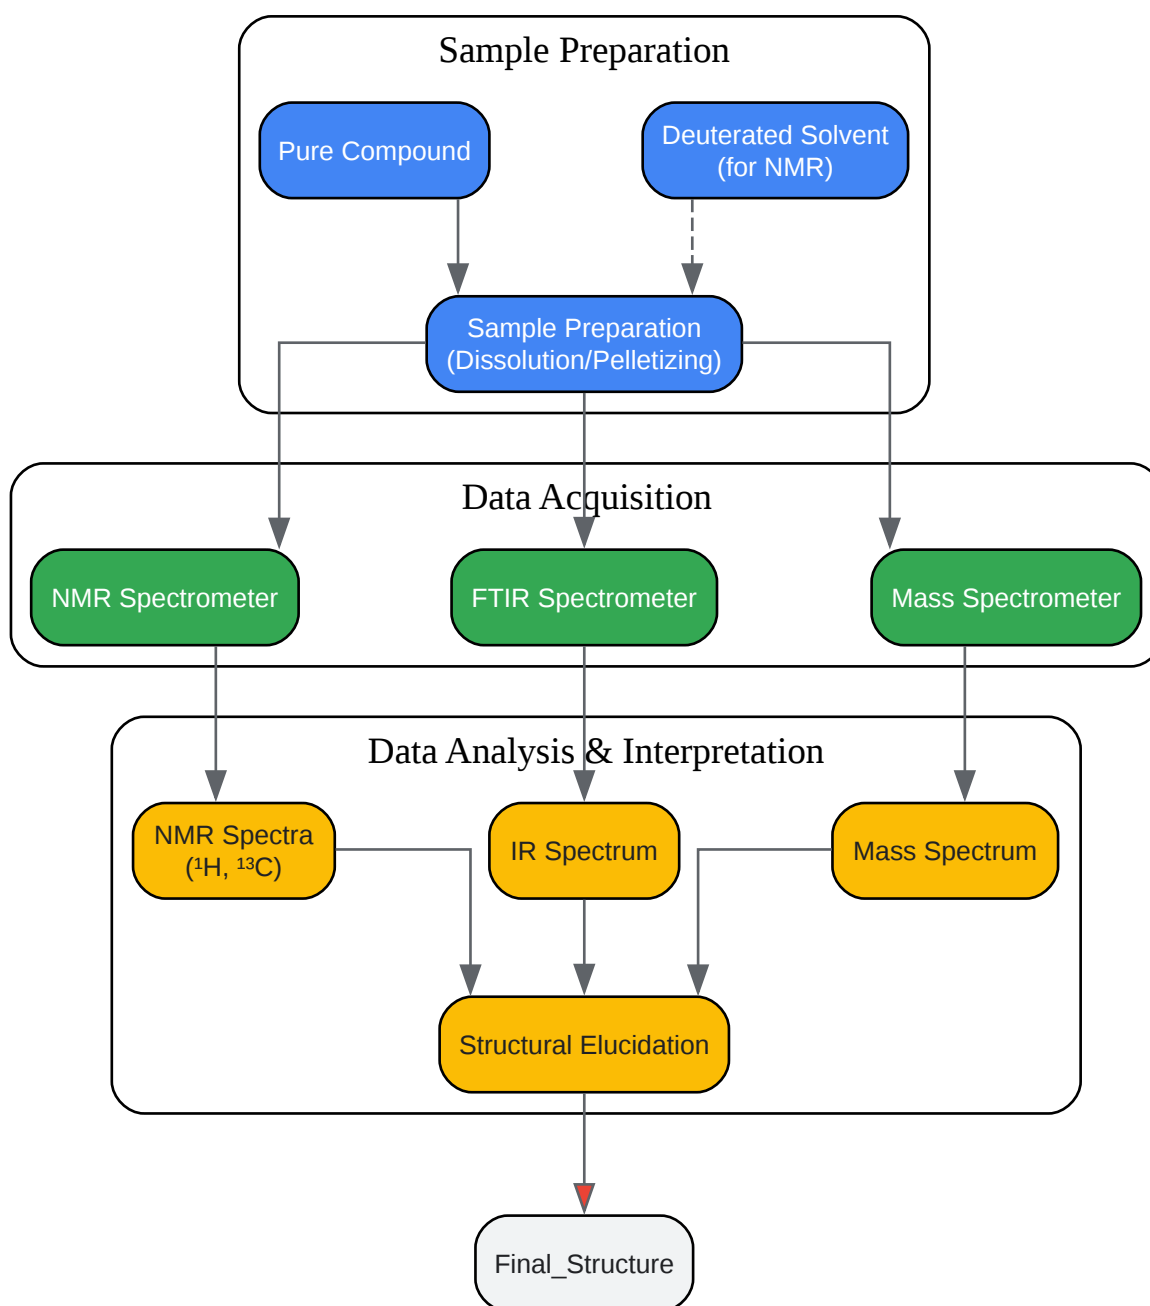 Sample Preparation
Pure Compound
Deuterated Solvent
(for NMR)
Sample Preparation
(Dissolution/Pelletizing)
Data Acquisition
NMR Spectrometer
FTIR Spectrometer
Mass Spectrometer
Data Analysis & Interpretation
NMR Spectra
(¹H, ¹³C)
IR Spectrum
Mass Spectrum
Structural Elucidation
Final_Structure